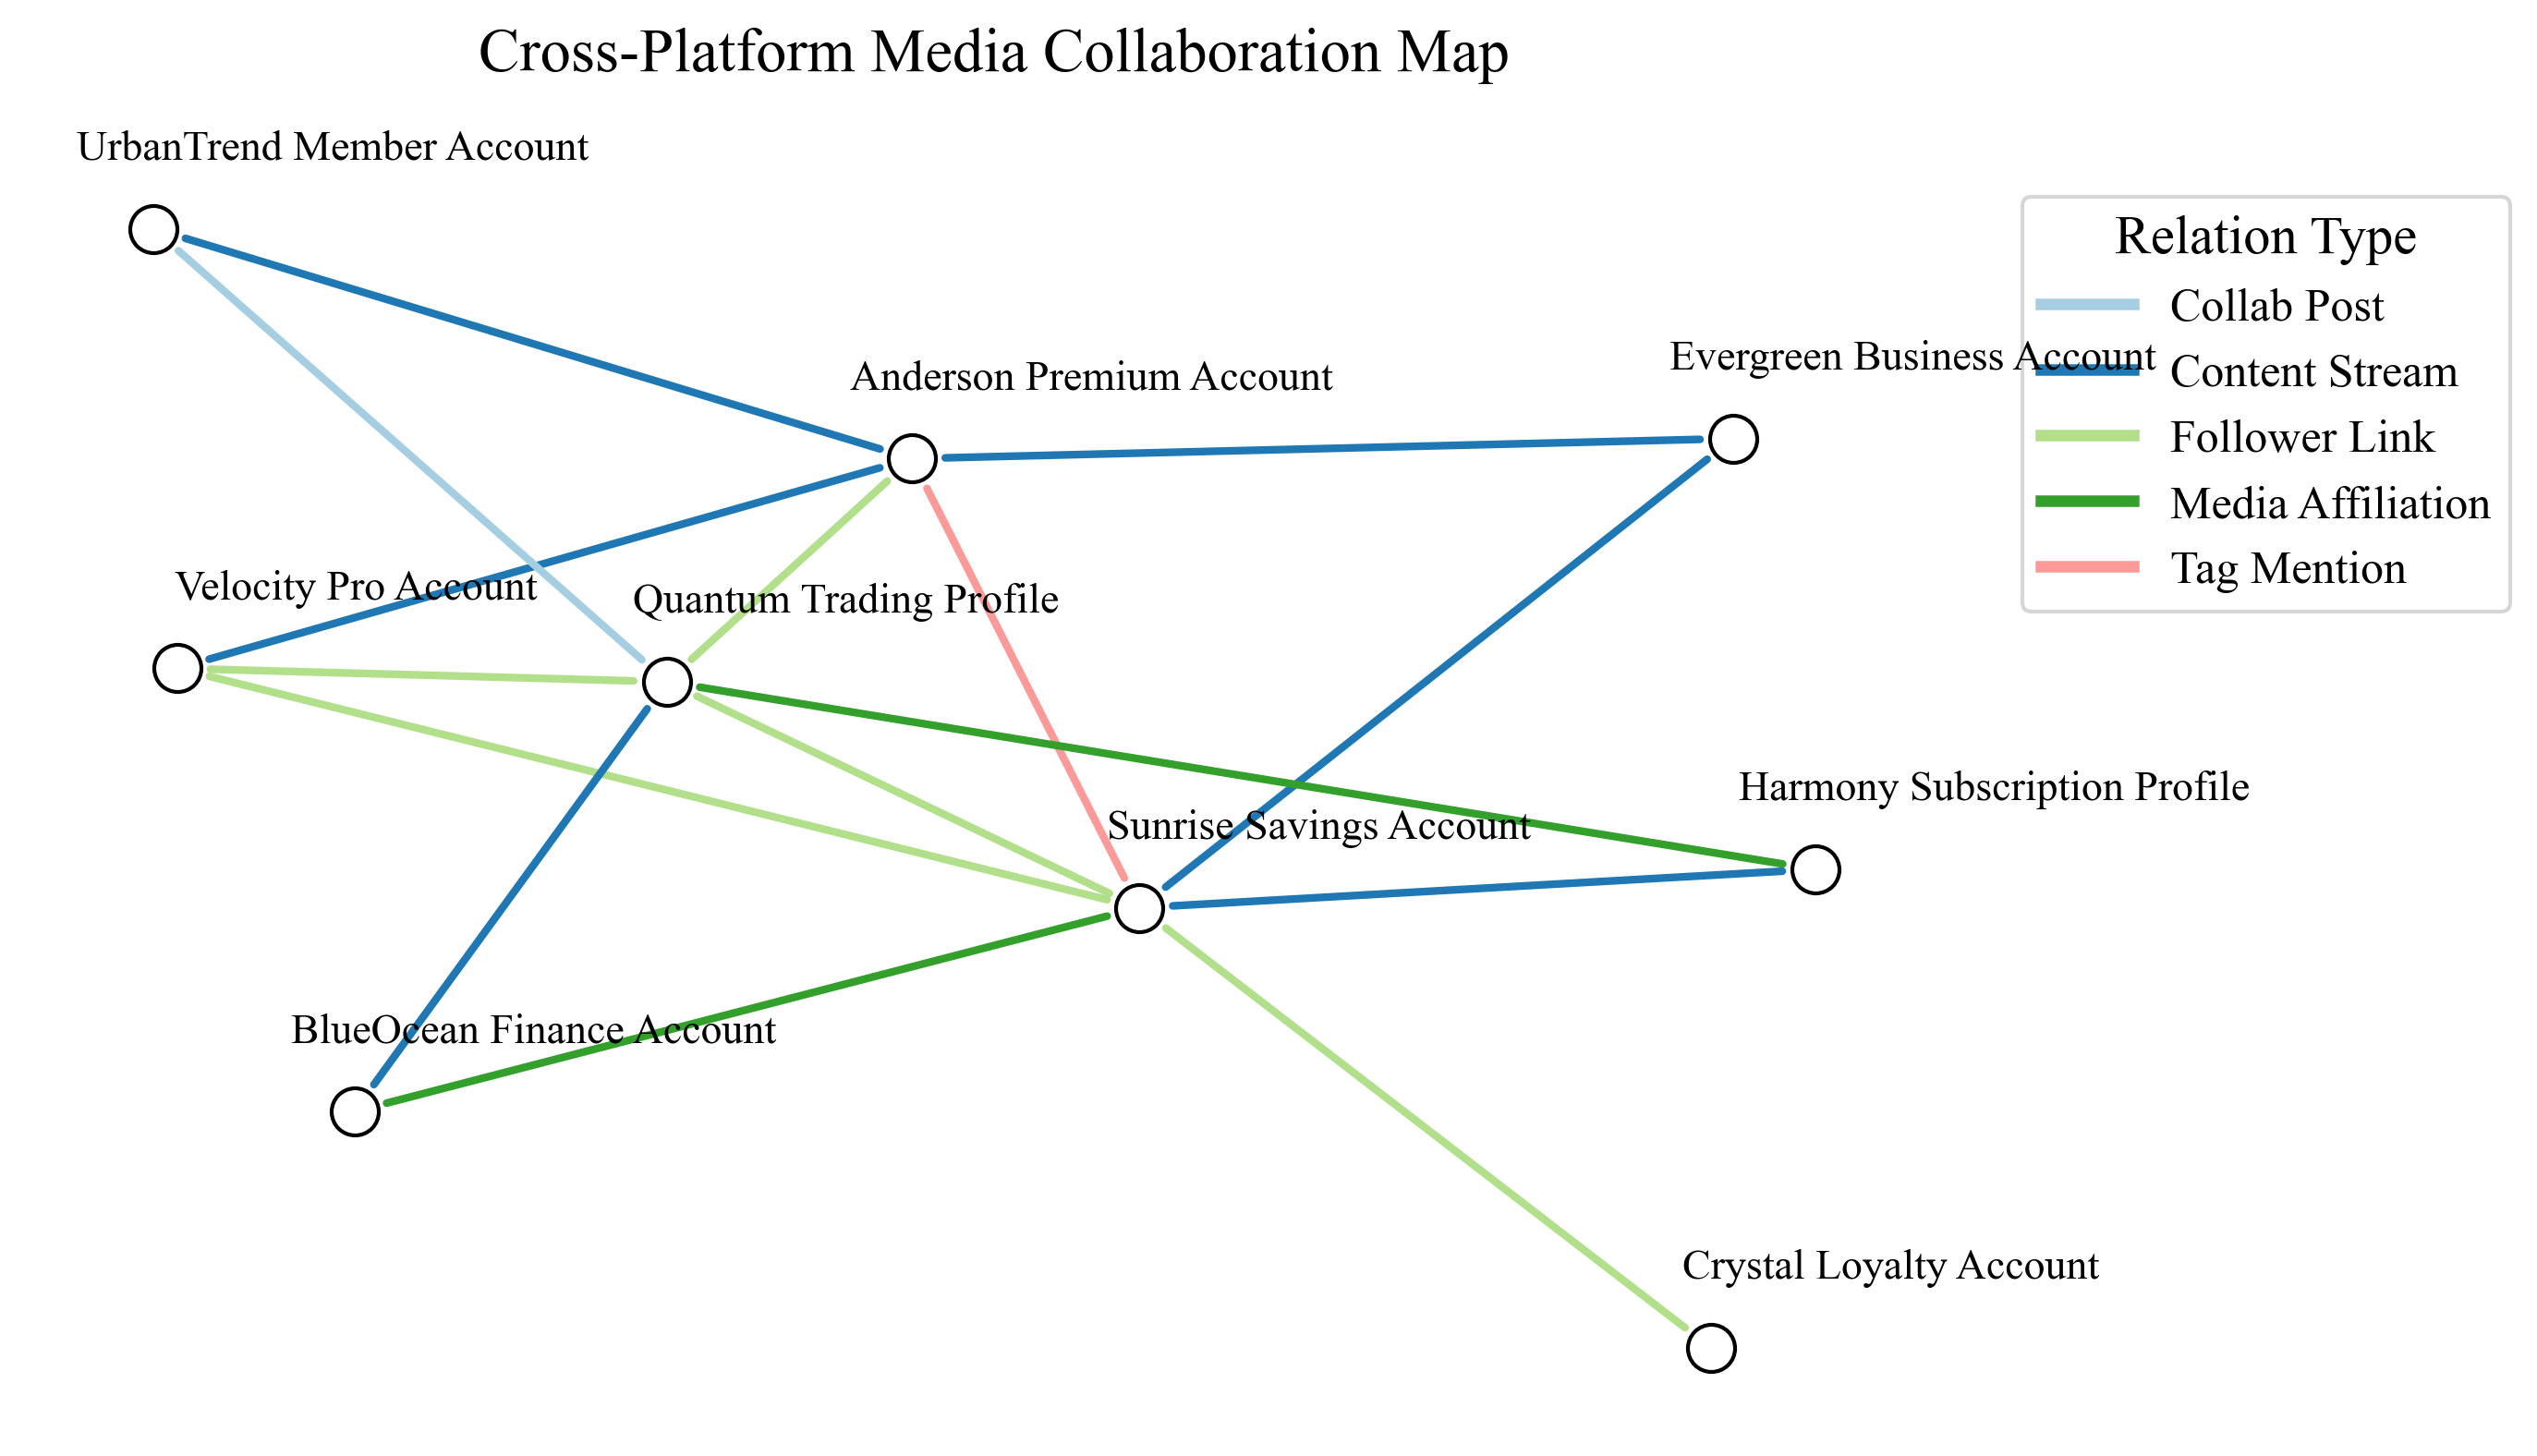 Cross-Platform Media Collaboration Map
UrbanTrend Member Account
Anderson Premium Account
Evergreen Business Account
Velocity Pro Account
Quantum Trading Profile
Harmony Subscription Profile
Sunrise Savings Account
BlueOcean Finance Account
Crystal Loyalty Account
Relation Type
Collab Post
Content Stream
Follower Link
Media Affiliation
Tag Mention